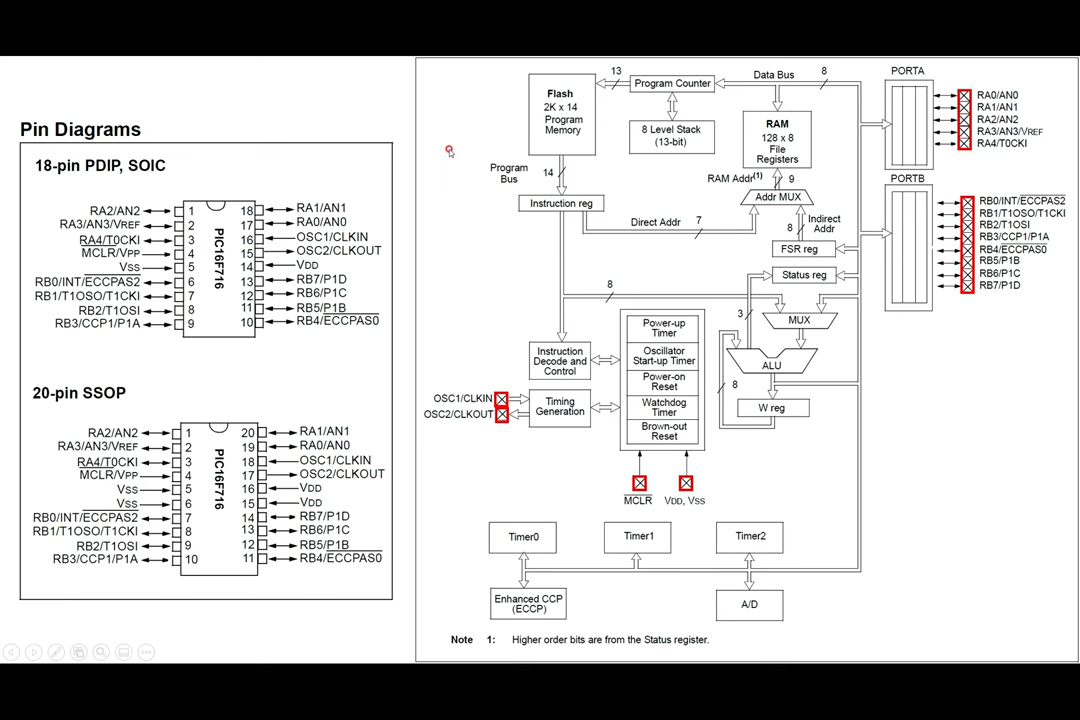 Pin Diagrams
18-pin PDIP, SOIC
RA2/AN2
RA3/AN3/VREF
RA4/T0CKI
MCLR/VPP
VSS
RB0/INT/ECCPAS2
RB1/T1OSO/T1CKI
RB2/T1OSI
RB3/CCP1/P1A
1
2
3
4
5
6
7
8
9
PIC16F716
18
17
16
15
14
13
12
11
10
RA1/AN1
RA0/AN0
OSC1/CLKIN
OSC2/CLKOUT
VDD
RB7/P1D
RB6/P1C
RB5/P1B
RB4/ECCPAS0
20-pin SSOP
RA2/AN2
RA3/AN3/VREF
RA4/T0CKI
MCLR/VPP
VSS
VSS
RB0/INT/ECCPAS2
RB1/T1OSO/T1CKI
RB2/T1OSI
RB3/CCP1/P1A
1
2
3
4
5
6
7
8
9
10
PIC16F716
20
19
18
17
16
15
14
13
12
11
RA1/AN1
RA0/AN0
OSC1/CLKIN
OSC2/CLKOUT
VDD
VDD
RB7/P1D
RB6/P1C
RB5/P1B
RB4/ECCPAS0
Flash
2K x 14
Program
Memory
13
Program Counter
8 Level Stack
(13-bit)
Data Bus
8
RAM
128 x 8
File
Registers
PORTA
RA0/AN0
RA1/AN1
RA2/AN2
RA3/AN3/VREF
RA4/T0CKI
Program
Bus
14
RAM Addr(1)
9
Addr MUX
Instruction reg
Direct Addr
7
8
Indirect
Addr
FSR reg
PORTB
RB0/INT/ECCPAS2
RB1/T1OSO/T1CKI
RB2/T1OSI
RB3/CCP1/P1A
RB4/ECCPAS0
RB5/P1B
RB6/P1C
RB7/P1D
Status reg
8
3
MUX
Power-up
Timer
Oscillator
Start-up Timer
Power-on
Reset
Watchdog
Timer
Brown-out
Reset
Instruction
Decode and
Control
ALU
8
W reg
OSC1/CLKIN
OSC2/CLKOUT
Timing
Generation
MCLR
VDD, VSS
Timer0
Timer1
Timer2
Enhanced CCP
(ECCP)
A/D
Note 1: Higher order bits are from the Status register.